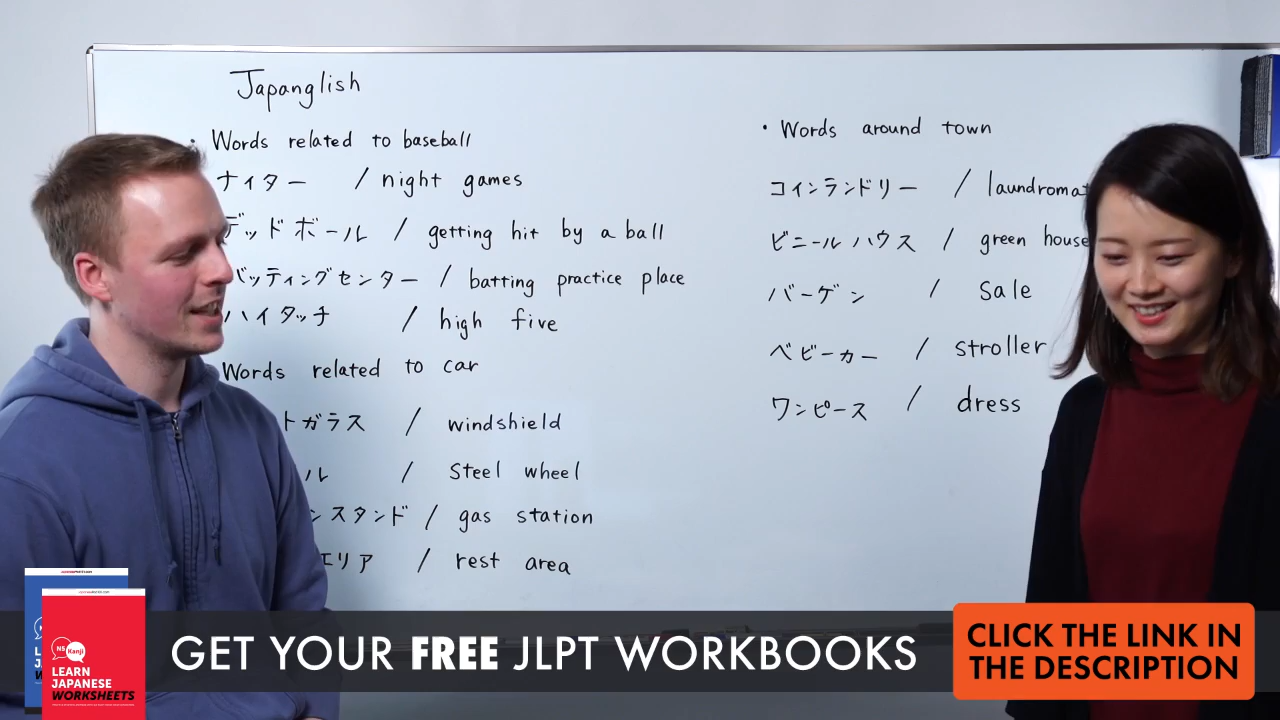 Japanglish
・Words related to baseball
ナイター / night games
デッドボール / getting hit by a ball
バッティングセンター / batting practice place
ハイタッチ / high five
Words related to car
トガラス / windshield
ル / Steel wheel
ンスタンド / gas station
エリア / rest area
・Words around town
コインランドリー / laundromat
ビニールハウス / green house
バーゲン / Sale
ベビーカー / stroller
ワンピース / dress
NS Kanji
LEARN
JAPANESE
WORKSHEETS
GET YOUR FREE JLPT WORKBOOKS
CLICK THE LINK IN
THE DESCRIPTION